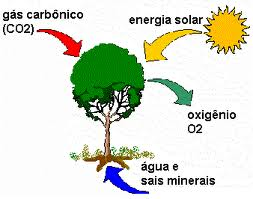 gás carbônico
(CO2)
energia solar
oxigênio
O2
água e
sais minerais